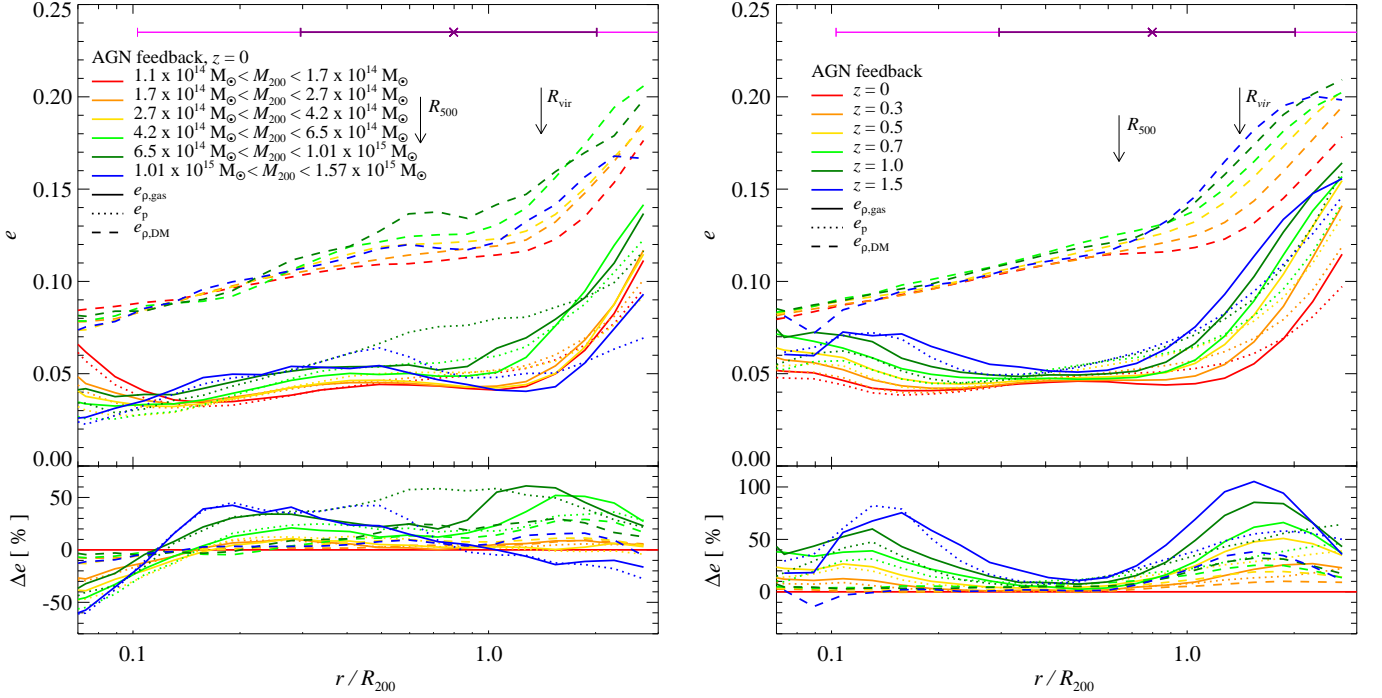 AGN feedback, z = 0
1.1 x 10^14 M⊙ < M200 < 1.7 x 10^14 M⊙
1.7 x 10^14 M⊙ < M200 < 2.7 x 10^14 M⊙
2.7 x 10^14 M⊙ < M200 < 4.2 x 10^14 M⊙
4.2 x 10^14 M⊙ < M200 < 6.5 x 10^14 M⊙
6.5 x 10^14 M⊙ < M200 < 1.01 x 10^15 M⊙
1.01 x 10^15 M⊙ < M200 < 1.57 x 10^15 M⊙
eρ,gas
ep
eρ,DM
R500
Rvir
0.25
0.20
0.15
0.10
0.05
0.00
e
50
0
-50
Δe [ % ]
0.1
1.0
r / R200
AGN feedback
z = 0
z = 0.3
z = 0.5
z = 0.7
z = 1.0
z = 1.5
eρ,gas
ep
eρ,DM
R500
Rvir
0.25
0.20
0.15
0.10
0.05
0.00
e
100
50
0
Δe [ % ]
0.1
1.0
r / R200